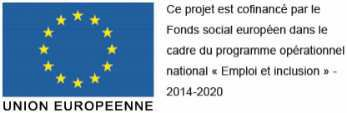 Ce projet est cofinancé par le
Fonds social européen dans le
cadre du programme opérationnel
national « Emploi et inclusion » -
2014-2020
UNION EUROPEENNE